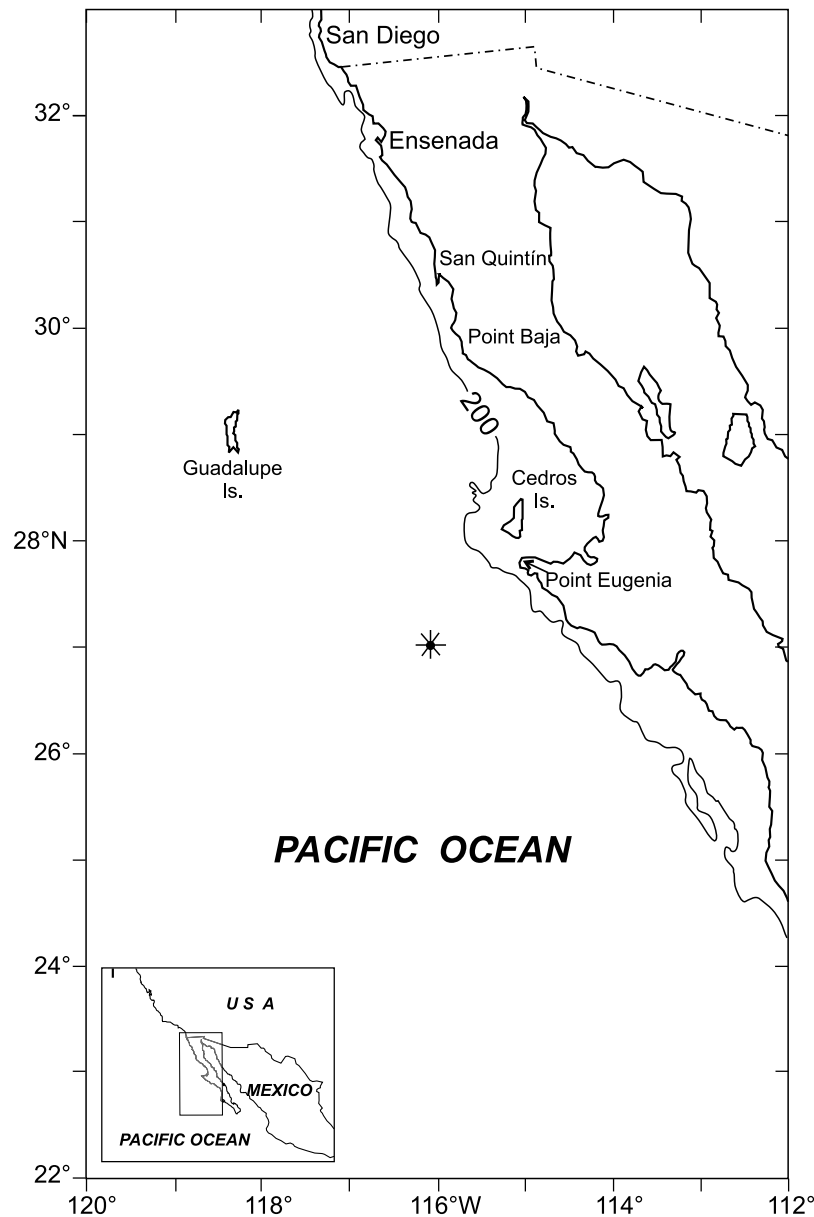 San Diego
32°
Ensenada
San Quintín
30°
Point Baja
200
Guadalupe
Is.
Cedros
Is.
28°N
Point Eugenia
26°
PACIFIC OCEAN
24°
U S A
MEXICO
PACIFIC OCEAN
22°
120°
118°
116°W
114°
112°